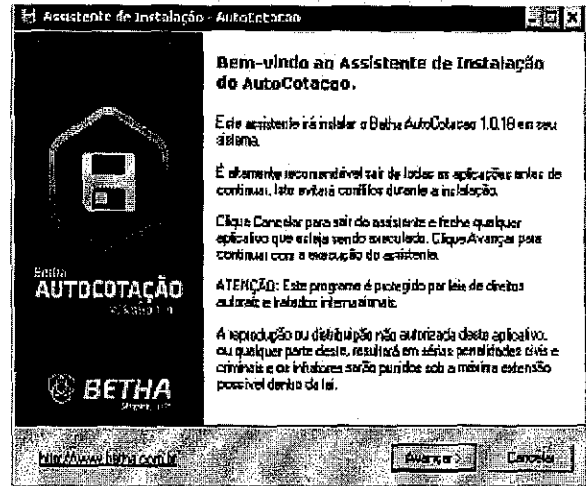 Assistente de Instalação - AutoCotacao
Bem-vindo ao Assistente de Instalação
do AutoCotacao.
Este assistente irá instalar o Betha AutoCotacao 1.0.18 em seu
sistema.
É altamente recomendável sair de todas as aplicações antes de
continuar. Isto evitará conflitos durante a instalação.
Clique Cancelar para sair do assistente e feche qualquer
aplicativo que esteja sendo executado. Clique Avançar para
continuar com a execução do assistente.
ATENÇÃO: Este programa é protegido por leis de direitos
autorais e tratados internacionais.
A reprodução ou distribuição não autorizada deste aplicativo,
ou qualquer parte deste, resultará em sérias penalidades civis e
criminais e os infratores serão punidos sob a máxima extensão
possível dentro da lei.
Betha
AUTOCOTAÇÃO
BETHA
http://www.betha.com.br
Avançar >
Cancelar